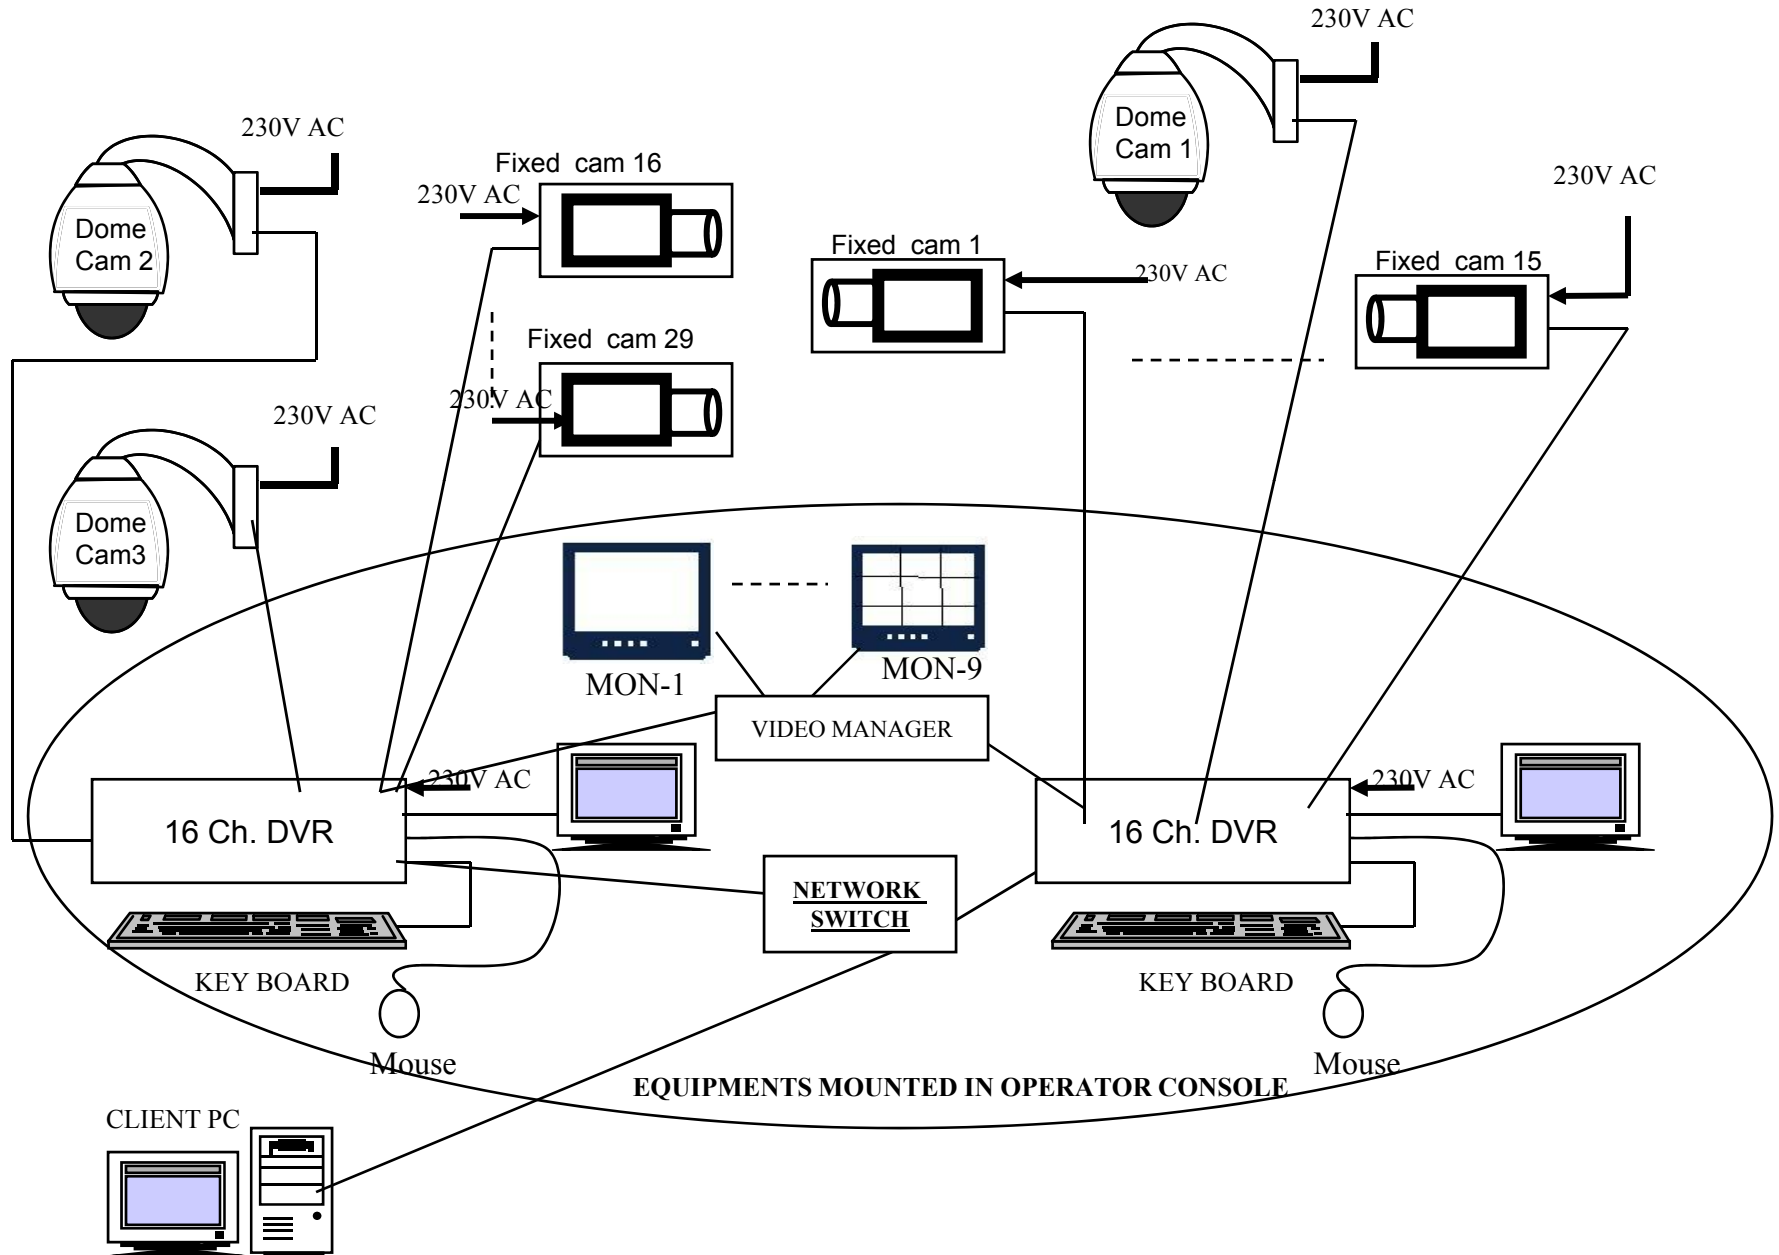 230V AC
Dome
Cam 1
230V AC
Dome
Cam 2
Fixed cam 16
230V AC
Fixed cam 1
230V AC
230V AC
Fixed cam 15
Fixed cam 29
230V AC
230V AC
Dome
Cam3
MON-1
MON-9
VIDEO MANAGER
230V AC
16 Ch. DVR
230V AC
16 Ch. DVR
NETWORK
SWITCH
KEY BOARD
KEY BOARD
Mouse
Mouse
EQUIPMENTS MOUNTED IN OPERATOR CONSOLE
CLIENT PC